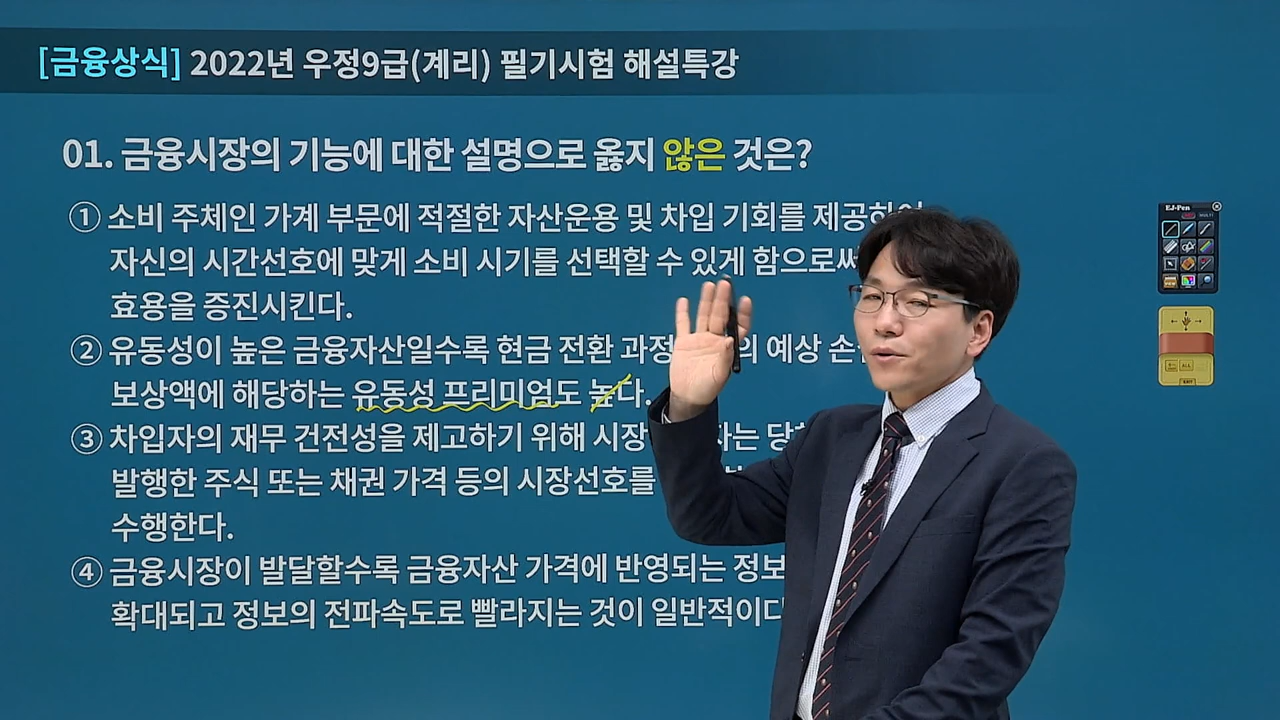 [금융상식] 2022년 우정9급(계리) 필기시험 해설특강
01. 금융시장의 기능에 대한 설명으로 옳지 않은 것은?
① 소비 주체인 가계 부문에 적절한 자산운용 및 차입 기회를 제공하여
자신의 시간선호에 맞게 소비 시기를 선택할 수 있게 함으로써
효용을 증진시킨다.
② 유동성이 높은 금융자산일수록 현금 전환 과정 의 예상 손
보상액에 해당하는 유동성 프리미엄도 높다.
③ 차입자의 재무 건전성을 제고하기 위해 시장 자는 당
발행한 주식 또는 채권 가격 등의 시장선호를
수행한다.
④ 금융시장이 발달할수록 금융자산 가격에 반영되는 정보
확대되고 정보의 전파속도로 빨라지는 것이 일반적이다
EJ-Pen